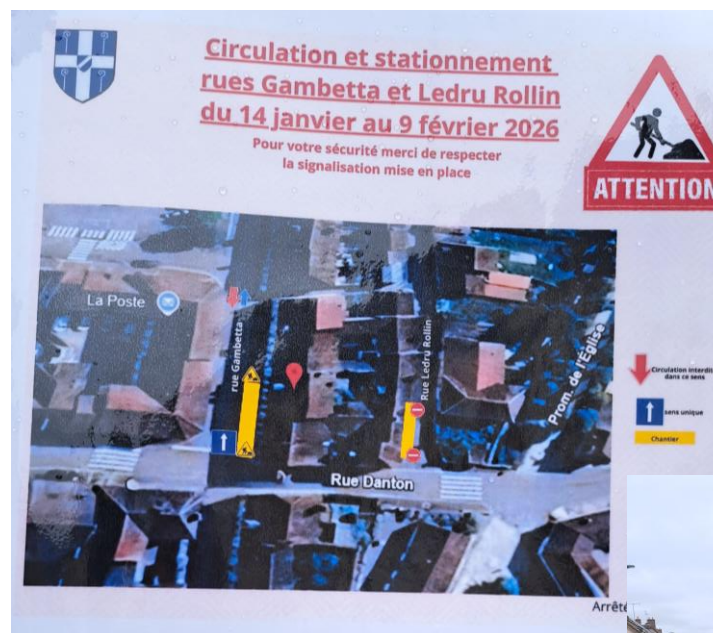 Circulation et stationnement
rues Gambetta et Ledru Rollin
du 14 janvier au 9 février 2026
Pour votre sécurité merci de respecter
la signalisation mise en place
ATTENTION
La Poste
rue Gambetta
Rue Ledru Rollin
Prom. de l'Église
Rue Danton
Circulation interdite
dans ce sens
sens unique
Chantier
Arrêté